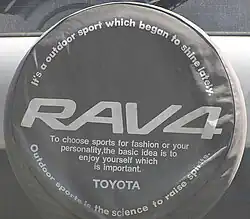 It's a outdoor sport which began to shine lately.
RAV4
To choose sports for fashion or your
personality,the basic idea is to
enjoy yourself which
is important.
TOYOTA
Outdoor sports is the science to raise sports.